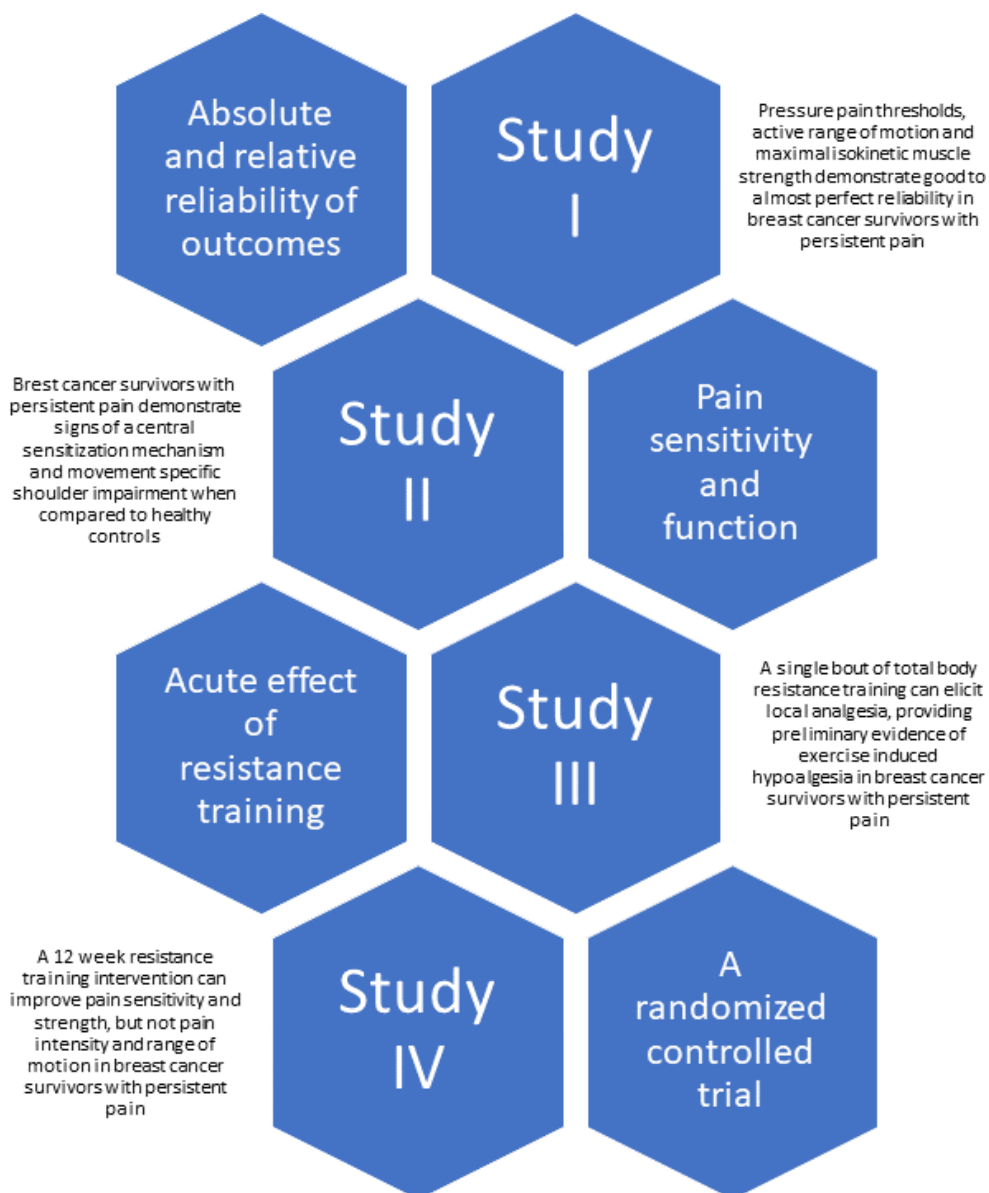 Absolute
and relative
reliability of
outcomes
Study
I
Pressure pain thresholds,
active range of motion and
maximal isokinetic muscle
strength demonstrate good to
almost perfect reliability in
breast cancer survivors with
persistent pain
Brest cancer survivors with
persistent pain demonstrate
signs of a central
sensitization mechanism
and movement specific
shoulder impairment when
compared to healthy
controls
Study
II
Pain
sensitivity
and
function
Acute effect
of
resistance
training
Study
III
A single bout of total body
resistance training can elicit
local analgesia, providing
preliminary evidence of
exercise induced
hypoalgesia in breast cancer
survivors with persistent
pain
A 12 week resistance
training intervention can
improve pain sensitivity and
strength, but not pain
intensity and range of
motion in breast cancer
survivors with persistent
pain
Study
IV
A
randomized
controlled
trial